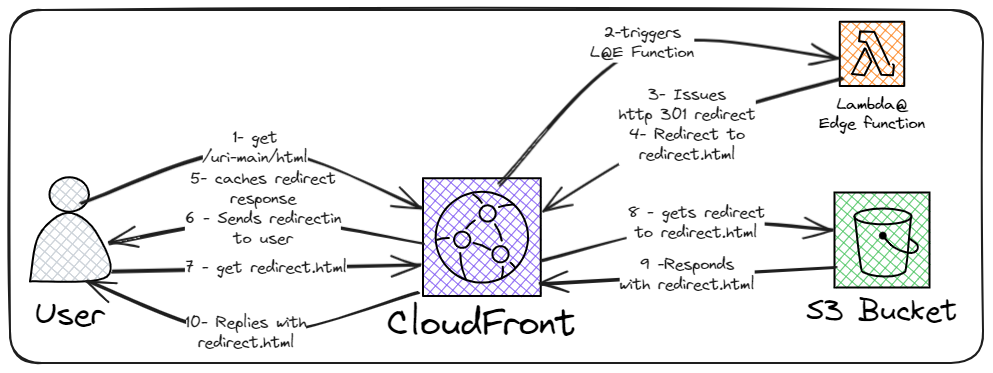 2-triggers
L@E Function
3- Issues
http 301 redirect
4- Redirect to
redirect.html
Lambda@
Edge function
1- get
/uri-main/html
5- caches redirect
response
6 - Sends redirectin
to user
7 - get redirect.html
10- Replies with
redirect.html
8 - gets redirect
to redirect.html
9 -Responds
with redirect.html
User
CloudFront
S3 Bucket